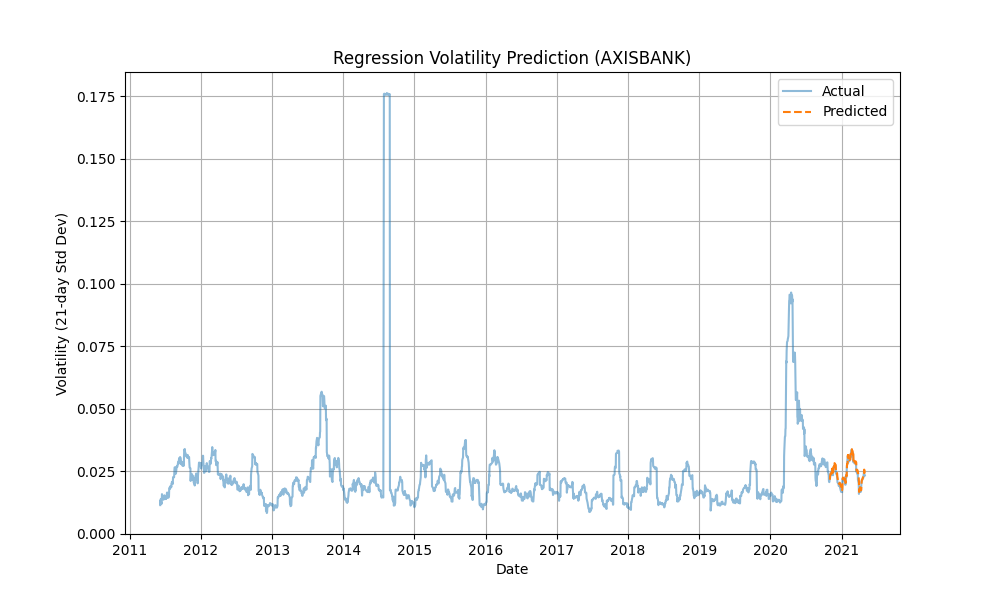 Regression Volatility Prediction (AXISBANK)
Actual
Predicted
0.175
0.150
0.125
0.100
0.075
0.050
0.025
0.000
Volatility (21-day Std Dev)
2011 2012 2013 2014 2015 2016 2017 2018 2019 2020 2021
Date